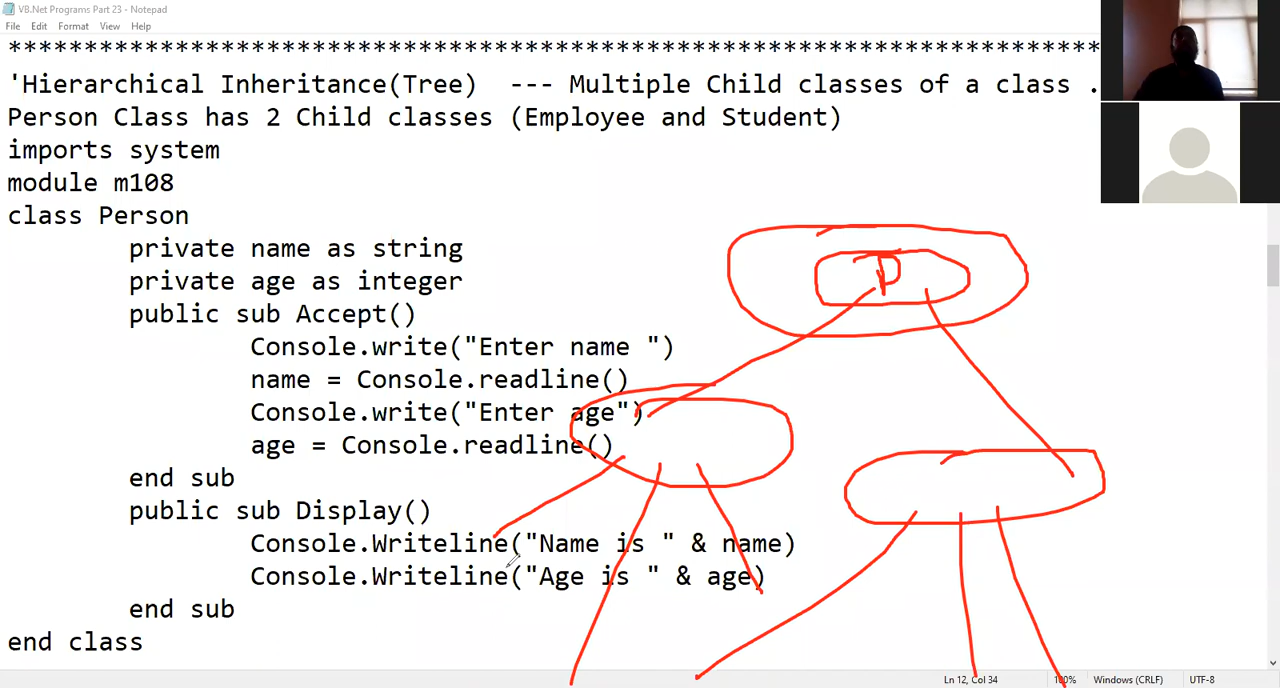 VB.Net Programs Part 23 - Notepad
File Edit Format View Help
************************************************************************
'Hierarchical Inheritance(Tree)  --- Multiple Child classes of a class .
Person Class has 2 Child classes (Employee and Student)
imports system
module m108
class Person
private name as string
private age as integer
public sub Accept()
Console.write("Enter name ")
name = Console.readline()
Console.write("Enter age")
age = Console.readline()
end sub
public sub Display()
Console.Writeline("Name is " & name)
Console.Writeline("Age is " & age)
end sub
end class
P
Ln 12, Col 34 100% Windows (CRLF) UTF-8